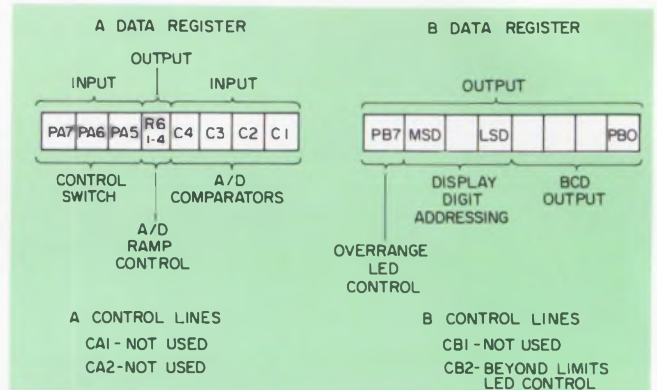 A DATA REGISTER
OUTPUT
INPUT INPUT
PA7 PA6 PA5 R6 1-4 C4 C3 C2 C1
CONTROL SWITCH
A/D COMPARATORS
A/D RAMP CONTROL
A CONTROL LINES
CA1 - NOT USED
CA2 - NOT USED
B DATA REGISTER
OUTPUT
PB7 MSD LSD PB0
DISPLAY DIGIT ADDRESSING
BCD OUTPUT
OVERRANGE LED CONTROL
B CONTROL LINES
CB1 - NOT USED
CB2 - BEYOND LIMITS
LED CONTROL